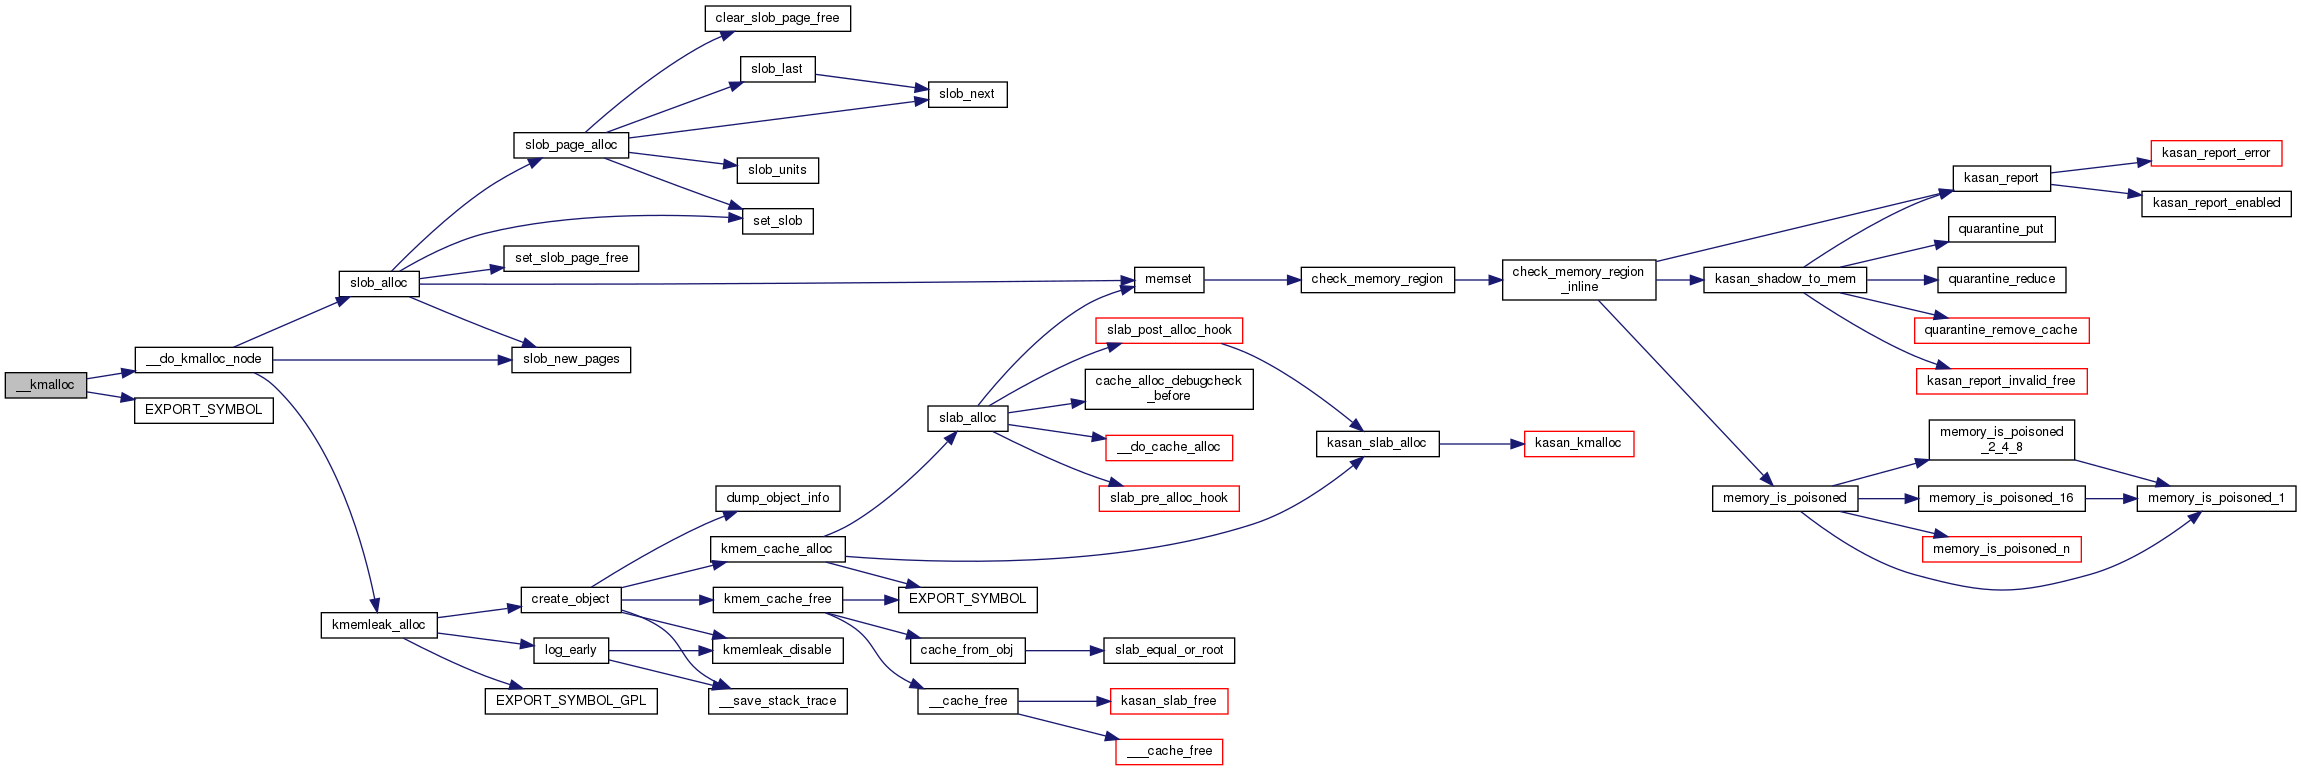 clear_slob_page_free
slob_last
slob_next
slob_page_alloc
kasan_report_error
slob_units
kasan_report
kasan_report_enabled
set_slob
quarantine_put
set_slob_page_free
slob_alloc
memset
check_memory_region
check_memory_region
_inline
kasan_shadow_to_mem
quarantine_reduce
slab_post_alloc_hook
quarantine_remove_cache
__do_kmalloc_node
slob_new_pages
__kmalloc
cache_alloc_debugcheck
_before
kasan_report_invalid_free
EXPORT_SYMBOL
slab_alloc
kasan_slab_alloc
kasan_kmalloc
memory_is_poisoned
_2_4_8
__do_cache_alloc
dump_object_info
slab_pre_alloc_hook
memory_is_poisoned
memory_is_poisoned_16
memory_is_poisoned_1
kmem_cache_alloc
memory_is_poisoned_n
create_object
kmem_cache_free
EXPORT_SYMBOL
kmemleak_alloc
log_early
kmemleak_disable
cache_from_obj
slab_equal_or_root
EXPORT_SYMBOL_GPL
__save_stack_trace
__cache_free
kasan_slab_free
___cache_free